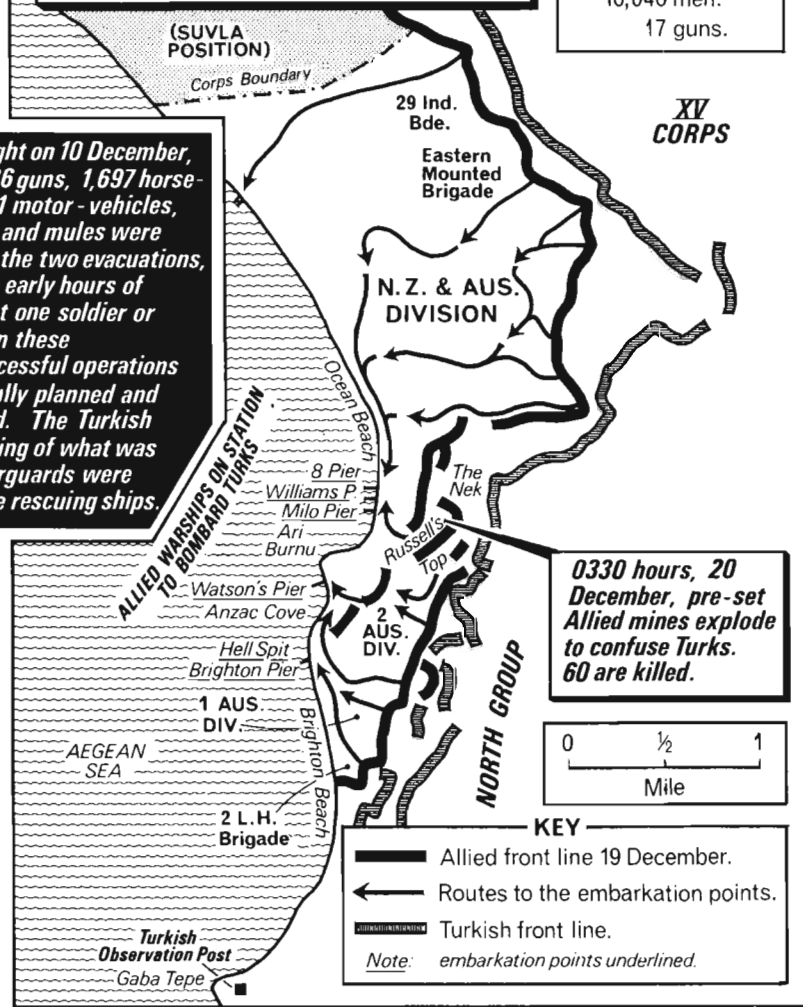 10,040 men.
17 guns.
(SUVLA
POSITION)
Corps Boundary
XV
CORPS
29 Ind.
Bde.
Eastern
Mounted
Brigade
ght on 10 December,
6 guns, 1,697 horse-
1 motor-vehicles,
and mules were
the two evacuations,
early hours of
t one soldier or
n these
cessful operations
lly planned and
d. The Turkish
ing of what was
rguards were
e rescuing ships.
N.Z. & AUS.
DIVISION
Ocean Beach
ALLIED WARSHIPS ON STATION
TO BOMBARD TURKS
8 Pier
Williams P.
Milo Pier
Ari
Burnu
The
Nek
Russell's
Top
Watson's Pier
Anzac Cove
2
AUS.
DIV.
Hell Spit
Brighton Pier
1 AUS.
DIV.
0330 hours, 20
December, pre-set
Allied mines explode
to confuse Turks.
60 are killed.
NORTH GROUP
Brighton Beach
AEGEAN
SEA
2 L.H.
Brigade
0 ½ 1
Mile
KEY
Allied front line 19 December.
Routes to the embarkation points.
Turkish front line.
Note: embarkation points underlined.
Turkish
Observation Post
Gaba Tepe